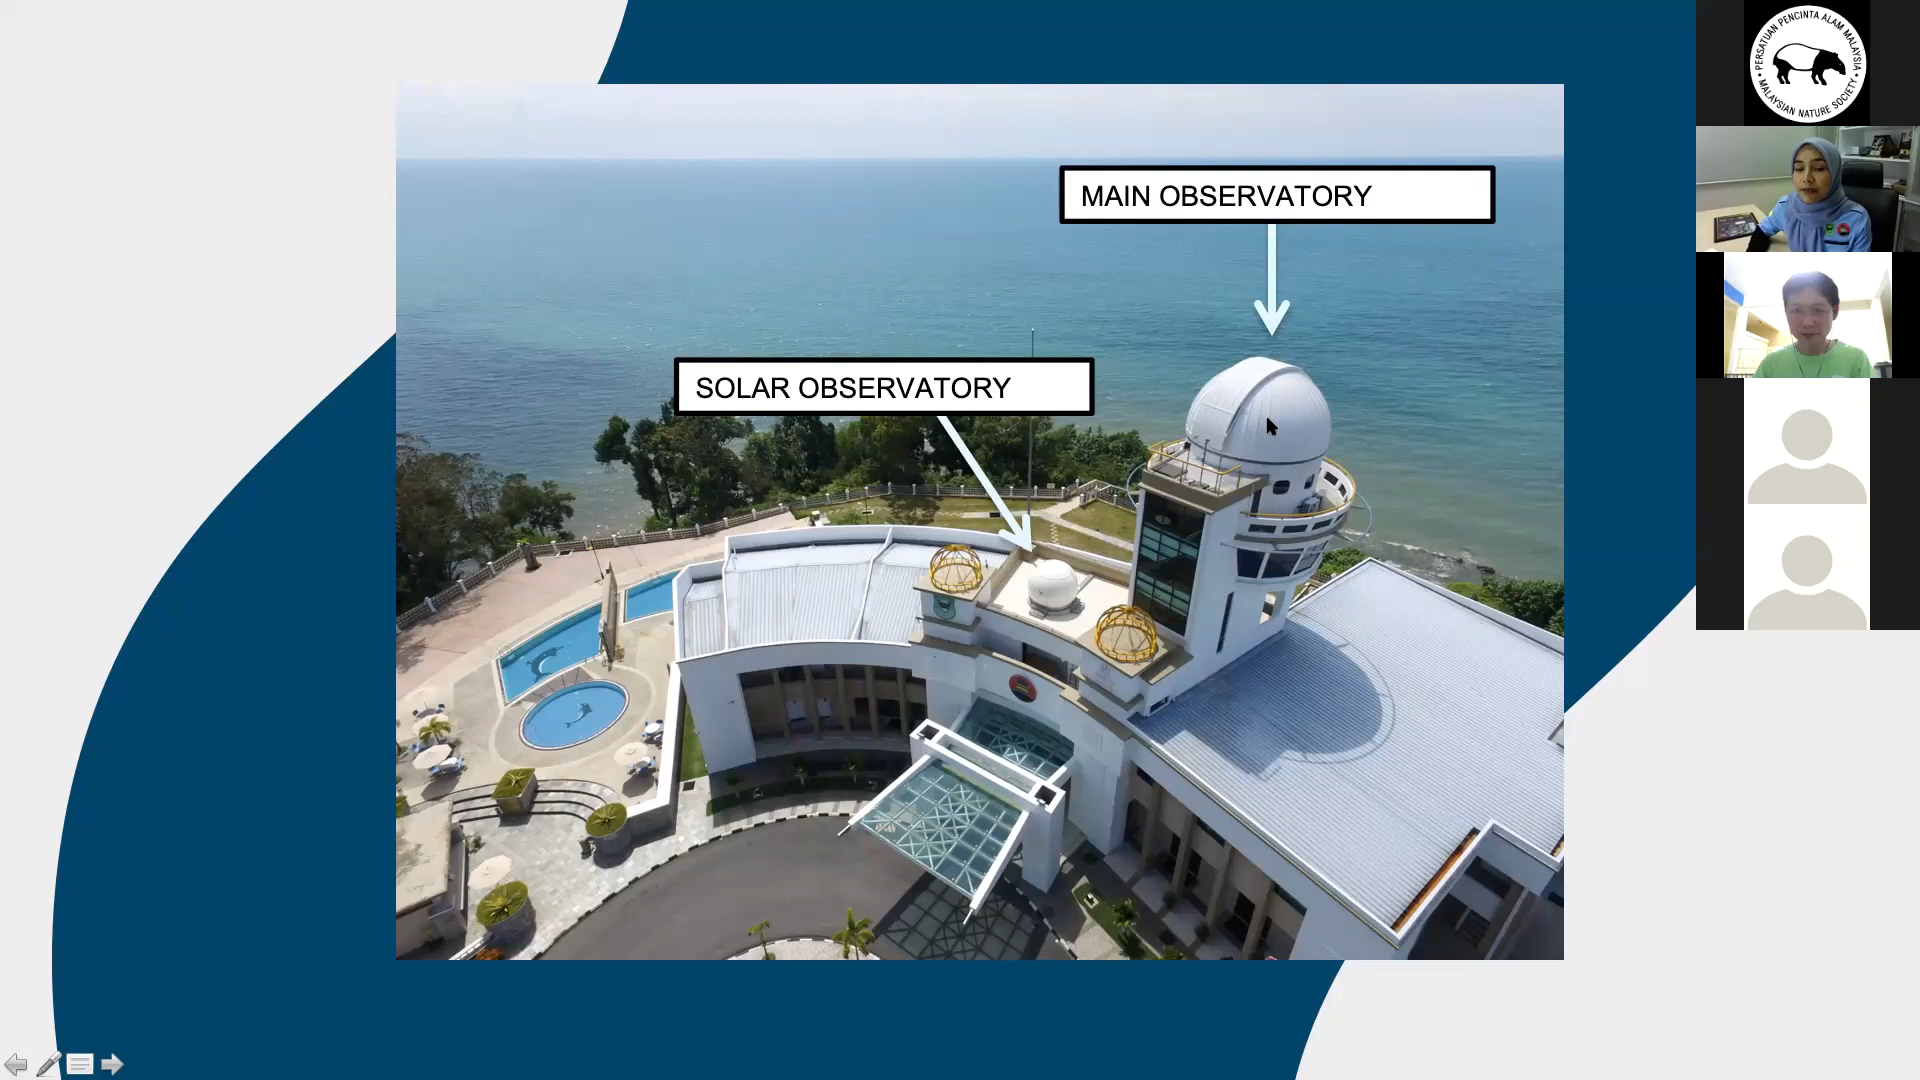 MAIN OBSERVATORY
SOLAR OBSERVATORY
PERSATUAN PENCINTA ALAM MALAYSIA
MALAYSIAN NATURE SOCIETY